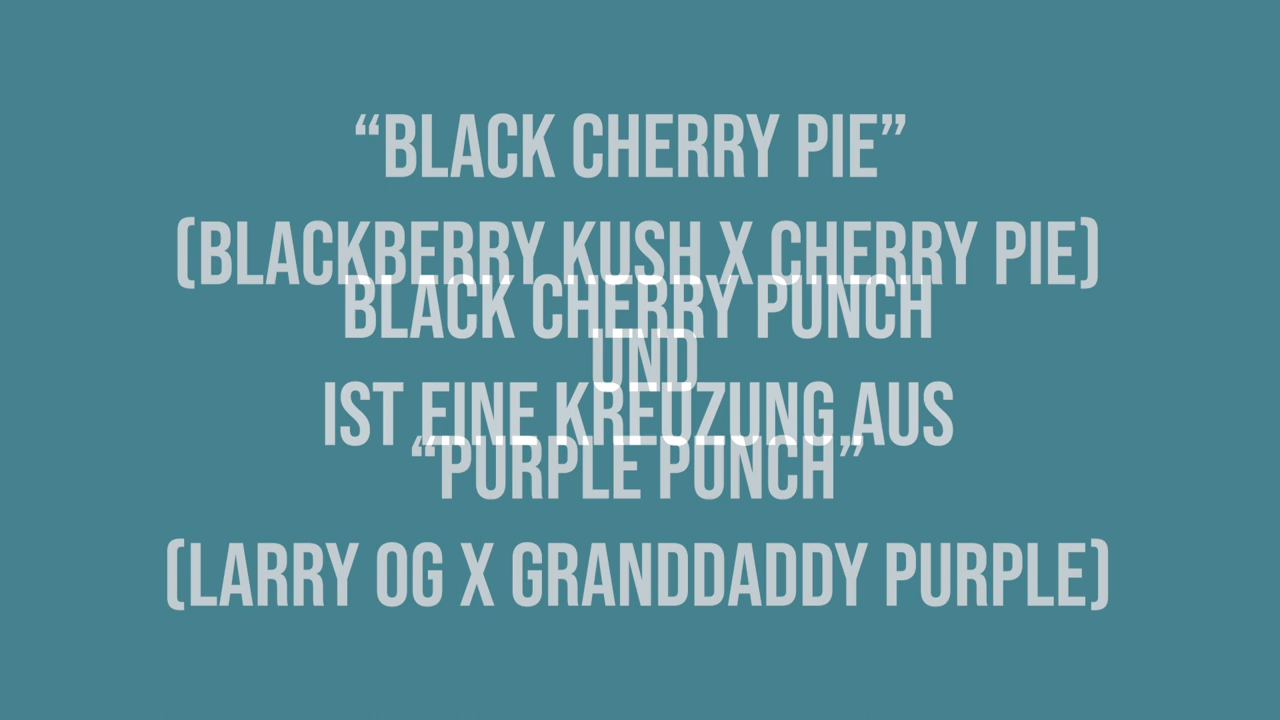 “BLACK CHERRY PIE”
(BLACKBERRY KUSH X CHERRY PIE)
BLACK CHERRY PUNCH
UND
IST EINE KREUZUNG AUS
“PURPLE PUNCH”
(LARRY OG X GRANDDADDY PURPLE)